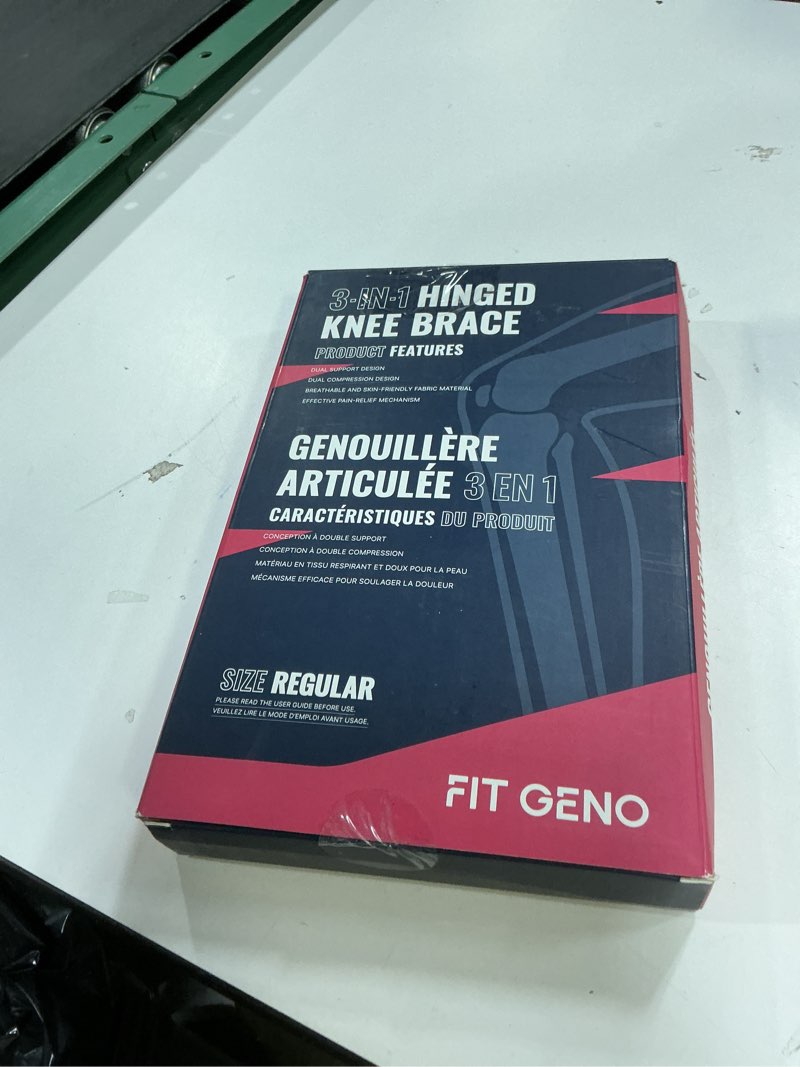 3-IN-1 HINGED
KNEE BRACE
PRODUCT FEATURES
DUAL SUPPORT DESIGN
DUAL COMPRESSION DESIGN
BREATHABLE AND SKIN-FRIENDLY FABRIC MATERIAL
EFFECTIVE PAIN-RELIEF MECHANISM
GENOUILLÈRE
ARTICULÉE 3 EN 1
CARACTÉRISTIQUES DU PRODUIT
CONCEPTION À DOUBLE SUPPORT
CONCEPTION À DOUBLE COMPRESSION
MATÉRIAU EN TISSU RESPIRANT ET DOUX POUR LA PEAU
MÉCANISME EFFICACE POUR SOULAGER LA DOULEUR
SIZE REGULAR
PLEASE READ THE USER GUIDE BEFORE USE.
VEUILLEZ LIRE LE MODE D'EMPLOI AVANT USAGE.
FIT GENO